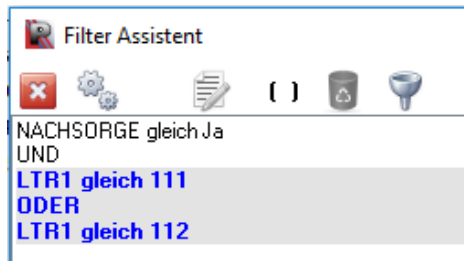 Filter Assistent
( )
NACHSORGE gleich Ja
UND
LTR1 gleich 111
ODER
LTR1 gleich 112